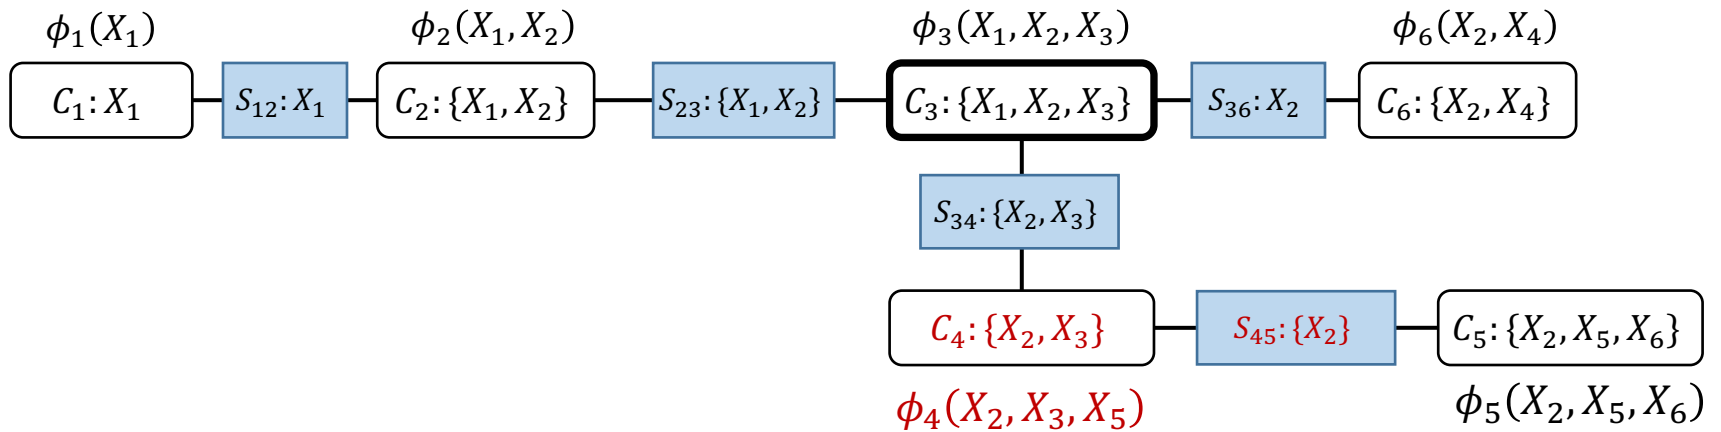 ϕ₁(X₁)
ϕ₂(X₁, X₂)
ϕ₃(X₁, X₂, X₃)
ϕ₆(X₂, X₄)
C₁: X₁
S₁₂: X₁
C₂: {X₁, X₂}
S₂₃: {X₁, X₂}
C₃: {X₁, X₂, X₃}
S₃₆: X₂
C₆: {X₂, X₄}
S₃₄: {X₂, X₃}
C₄: {X₂, X₃}
S₄₅: {X₂}
C₅: {X₂, X₅, X₆}
ϕ₄(X₂, X₃, X₅)
ϕ₅(X₂, X₅, X₆)